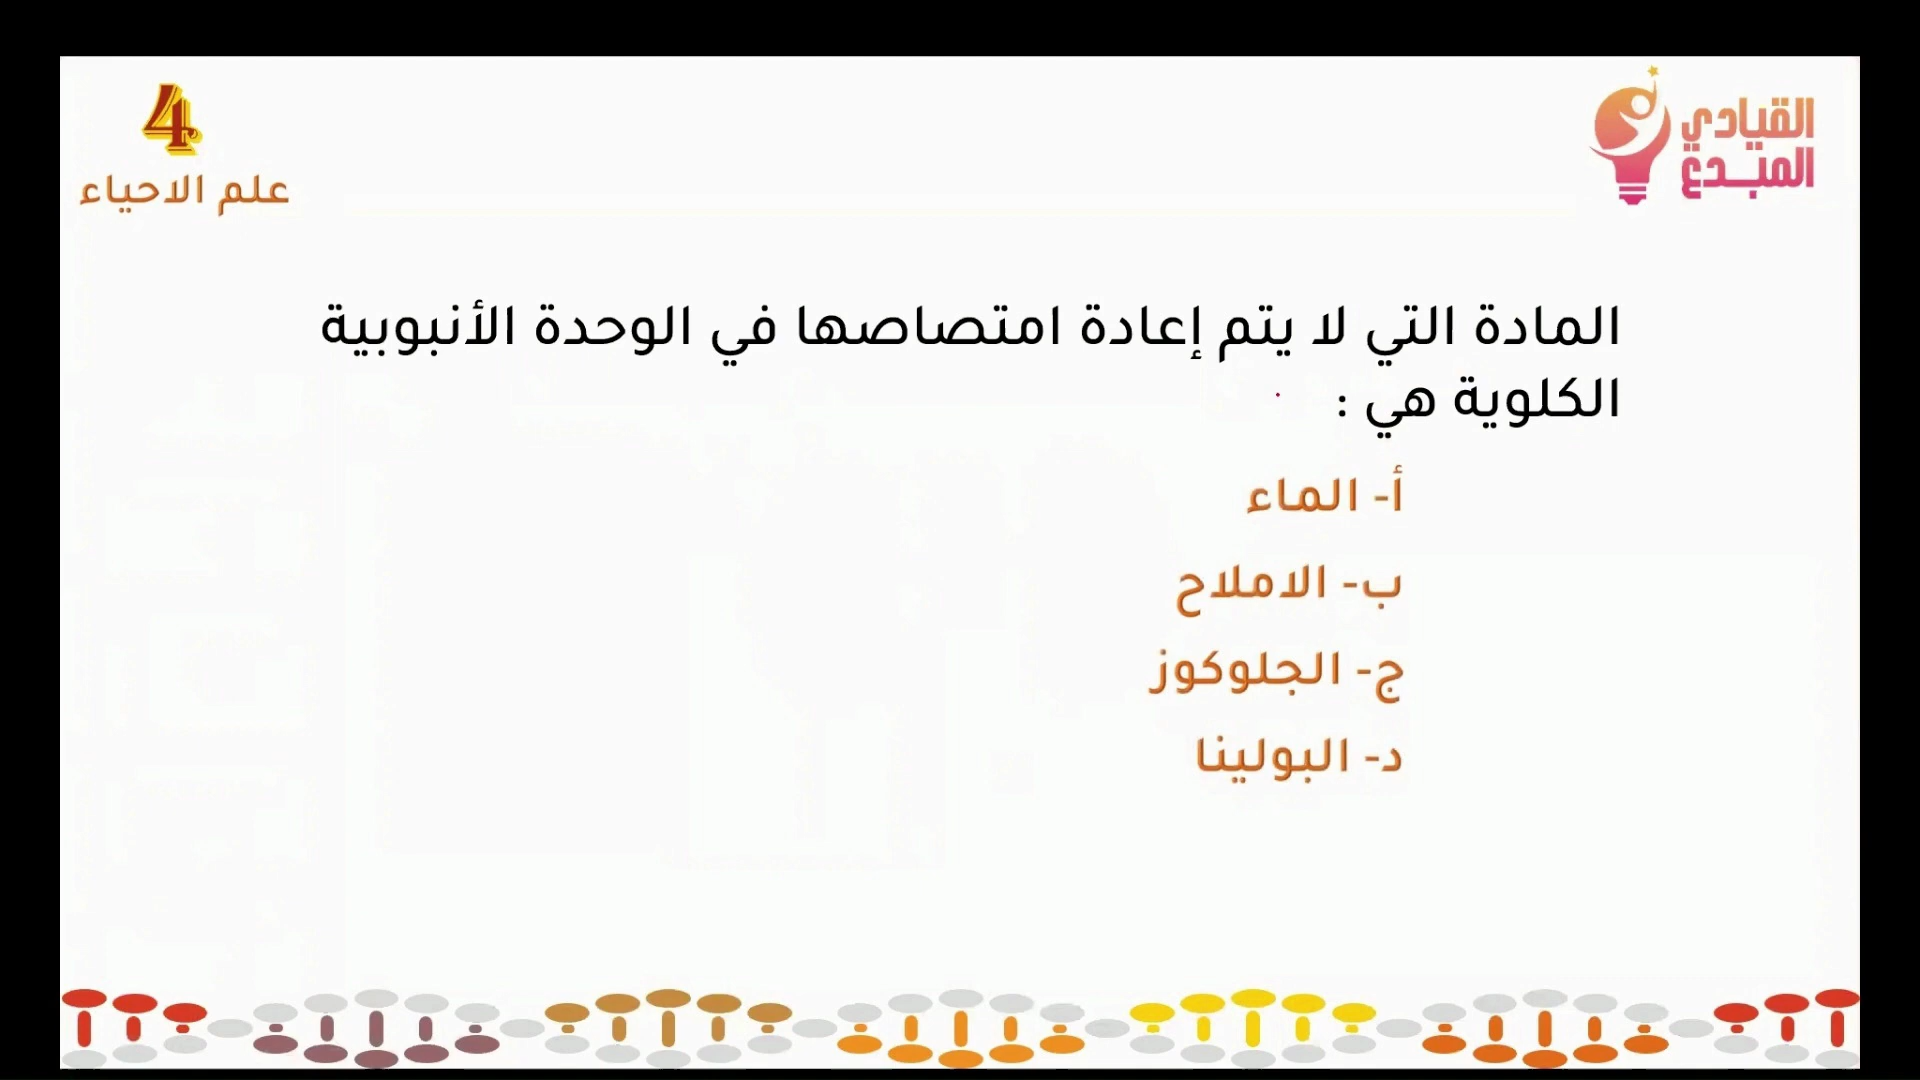 القيادي
المبدع
4
علم الاحياء
المادة التي لا يتم إعادة امتصاصها في الوحدة الأنبوبية
الكلوية هي :
أ- الماء
ب- الاملاح
ج- الجلوكوز
د- البولينا